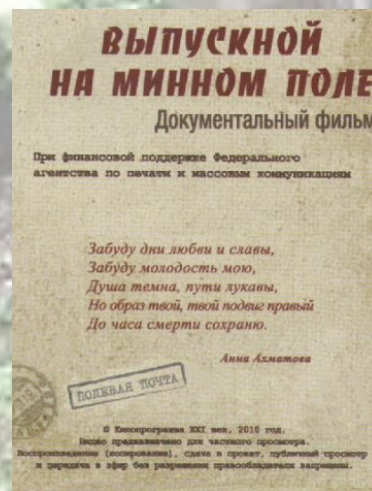 ВЫПУСКНОЙ
НА МИННОМ ПОЛЕ
Документальный фильм
При финансовой поддержке Федерального
агентства по печати и массовым коммуникациям
Забуду дни любви и славы,
Забуду молодость мою,
Душа темна, пути лукавы,
Но образ твой, твой подвиг правый
До часа смерти сохраню.
Анна Ахматова
ПОЛЕВАЯ ПОЧТА
© Кинопрограмма XXI век, 2010 год.
Видео предназначено для частного просмотра.
Воспроизведение (копирование), сдача в прокат, публичный просмотр
и передача в эфир без разрешения правообладателя запрещены.